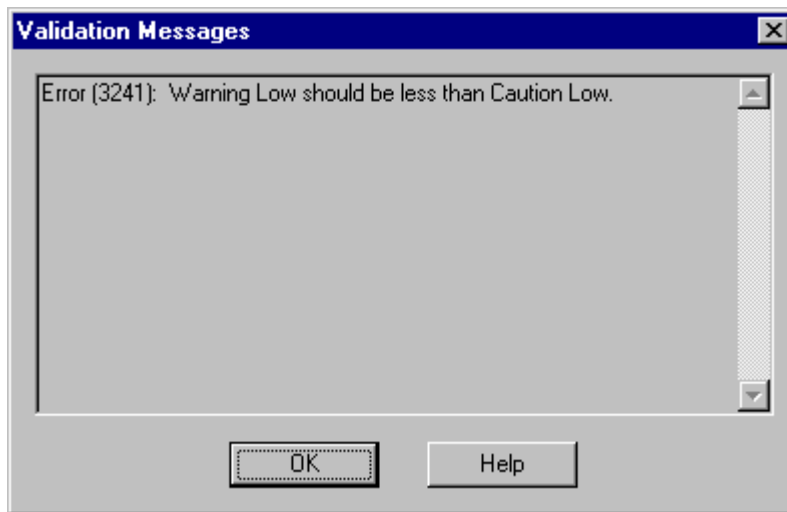 Validation Messages
Error (3241):  Warning Low should be less than Caution Low.
OK
Help